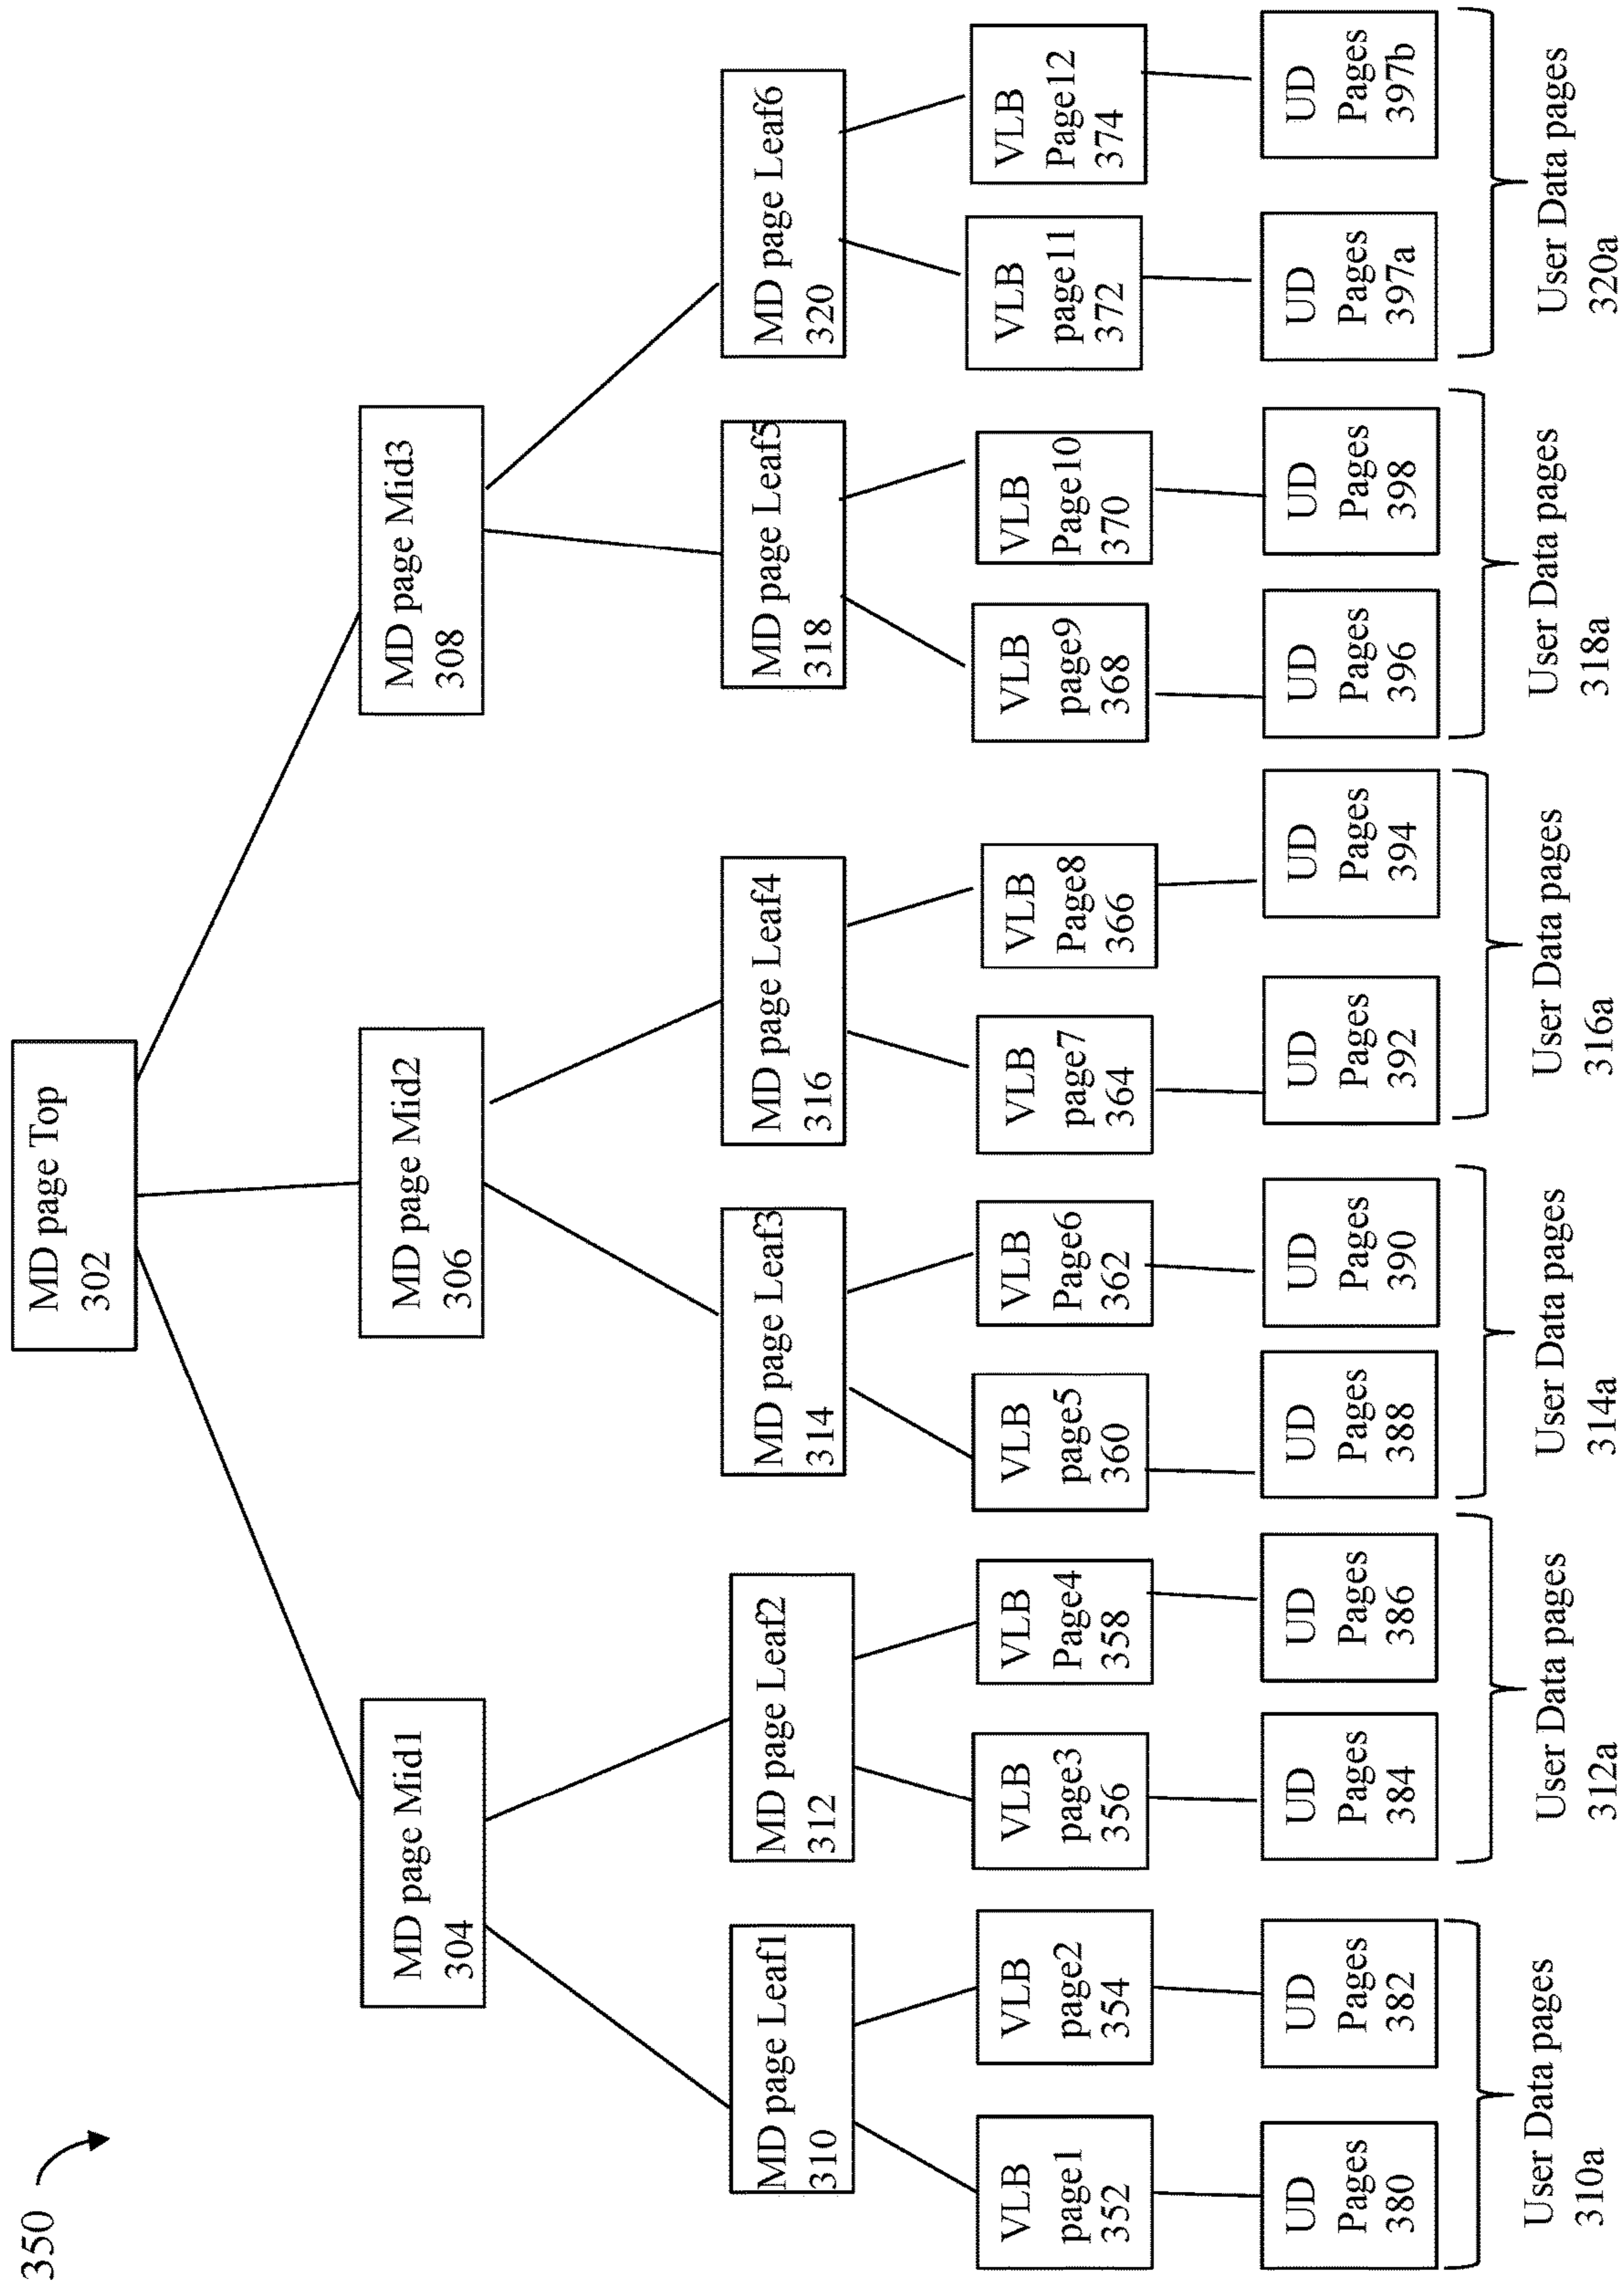 350
MD page Top
302
MD page Mid1
304
MD page Mid2
306
MD page Mid3
308
MD page Leaf1
310
MD page Leaf2
312
MD page Leaf3
314
MD page Leaf4
316
MD page Leaf5
318
MD page Leaf6
320
VLB
page1
352
VLB
page2
354
VLB
page3
356
VLB
Page4
358
VLB
page5
360
VLB
Page6
362
VLB
page7
364
VLB
Page8
366
VLB
page9
368
VLB
Page10
370
VLB
page11
372
VLB
Page12
374
UD
Pages
380
UD
Pages
382
UD
Pages
384
UD
Pages
386
UD
Pages
388
UD
Pages
390
UD
Pages
392
UD
Pages
394
UD
Pages
396
UD
Pages
398
UD
Pages
397a
UD
Pages
397b
User Data pages
310a
User Data pages
312a
User Data pages
314a
User Data pages
316a
User Data pages
318a
User Data pages
320a